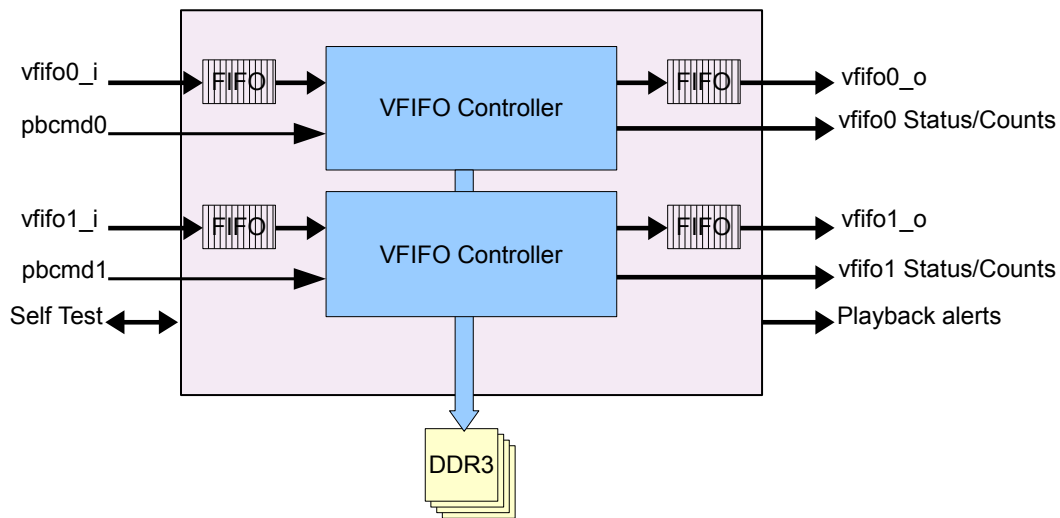 vfifo0_i
FIFO
VFIFO Controller
FIFO
vfifo0_o
pbcmd0
vfifo0 Status/Counts
vfifo1_i
FIFO
VFIFO Controller
FIFO
vfifo1_o
pbcmd1
vfifo1 Status/Counts
Self Test
Playback alerts
DDR3